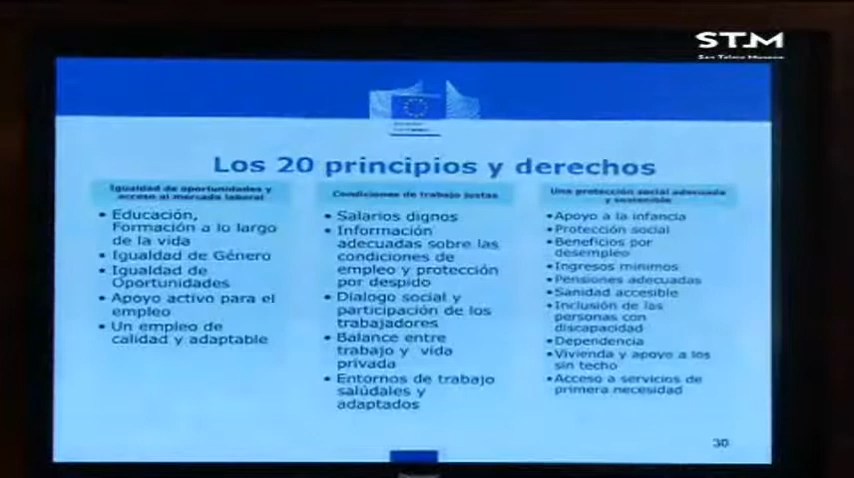 STM
San Telmo Museoa
Los 20 principios y derechos
Igualdad de oportunidades y
acceso al mercado laboral
• Educación,
Formación a lo largo
de la vida
• Igualdad de Género
• Igualdad de
Oportunidades
• Apoyo activo para el
empleo
• Un empleo de
calidad y adaptable
Condiciones de trabajo justas
• Salarios dignos
• Información
adecuadas sobre las
condiciones de
empleo y protección
por despido
• Dialogo social y
participación de los
trabajadores
• Balance entre
trabajo y vida
privada
• Entornos de trabajo
salúdales y
adaptados
Una protección social adecuada
y sostenible
• Apoyo a la infancia
• Protección social
• Beneficios por
desempleo
• Ingresos mínimos
• Pensiones adecuadas
• Sanidad accesible
• Inclusión de las
personas con
discapacidad
• Dependencia
• Vivienda y apoyo a los
sin techo
• Acceso a servicios de
primera necesidad
30